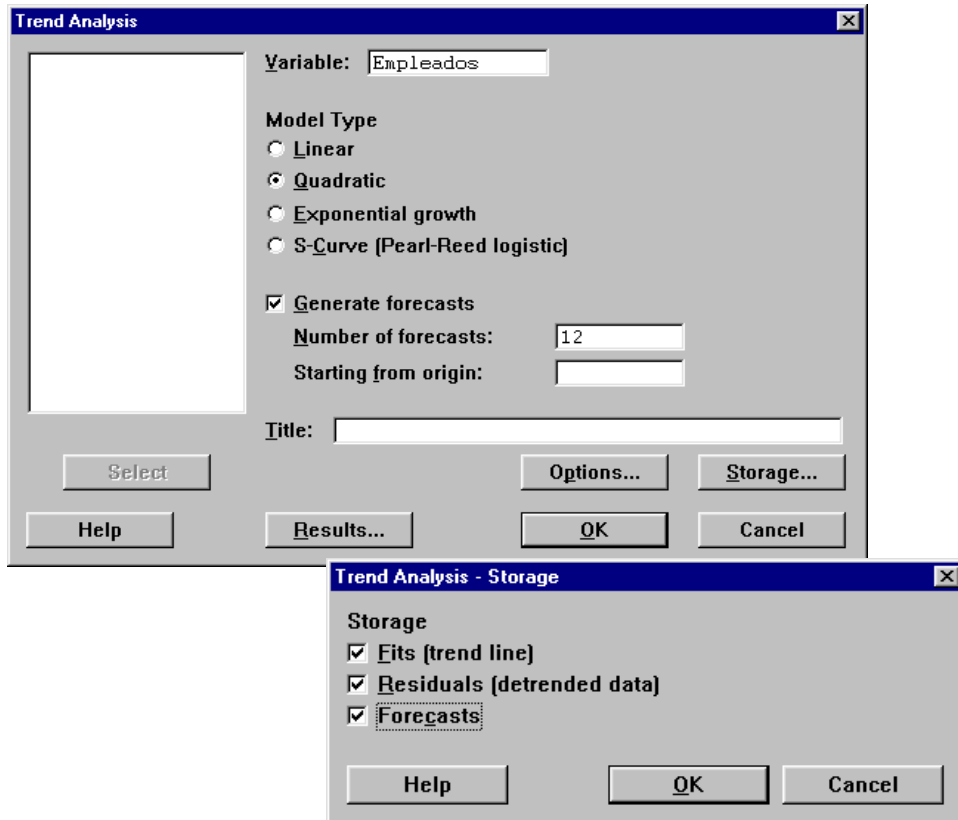 Trend Analysis
Variable: Empleados
Model Type
Linear
Quadratic
Exponential growth
S-Curve (Pearl-Reed logistic)
Generate forecasts
Number of forecasts: 12
Starting from origin:
Title:
Select
Options...
Storage...
Help
Results...
OK
Cancel
Trend Analysis - Storage
Storage
Fits (trend line)
Residuals (detrended data)
Forecasts
Help
OK
Cancel